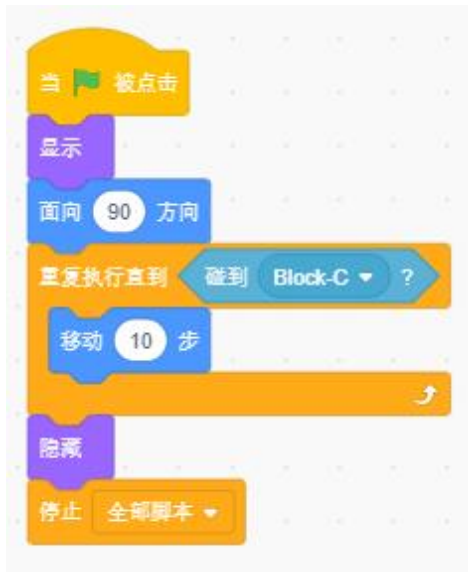 当 被点击
显示
面向 90 方向
重复执行直到 碰到 Block-C ?
移动 10 步
隐藏
停止 全部脚本